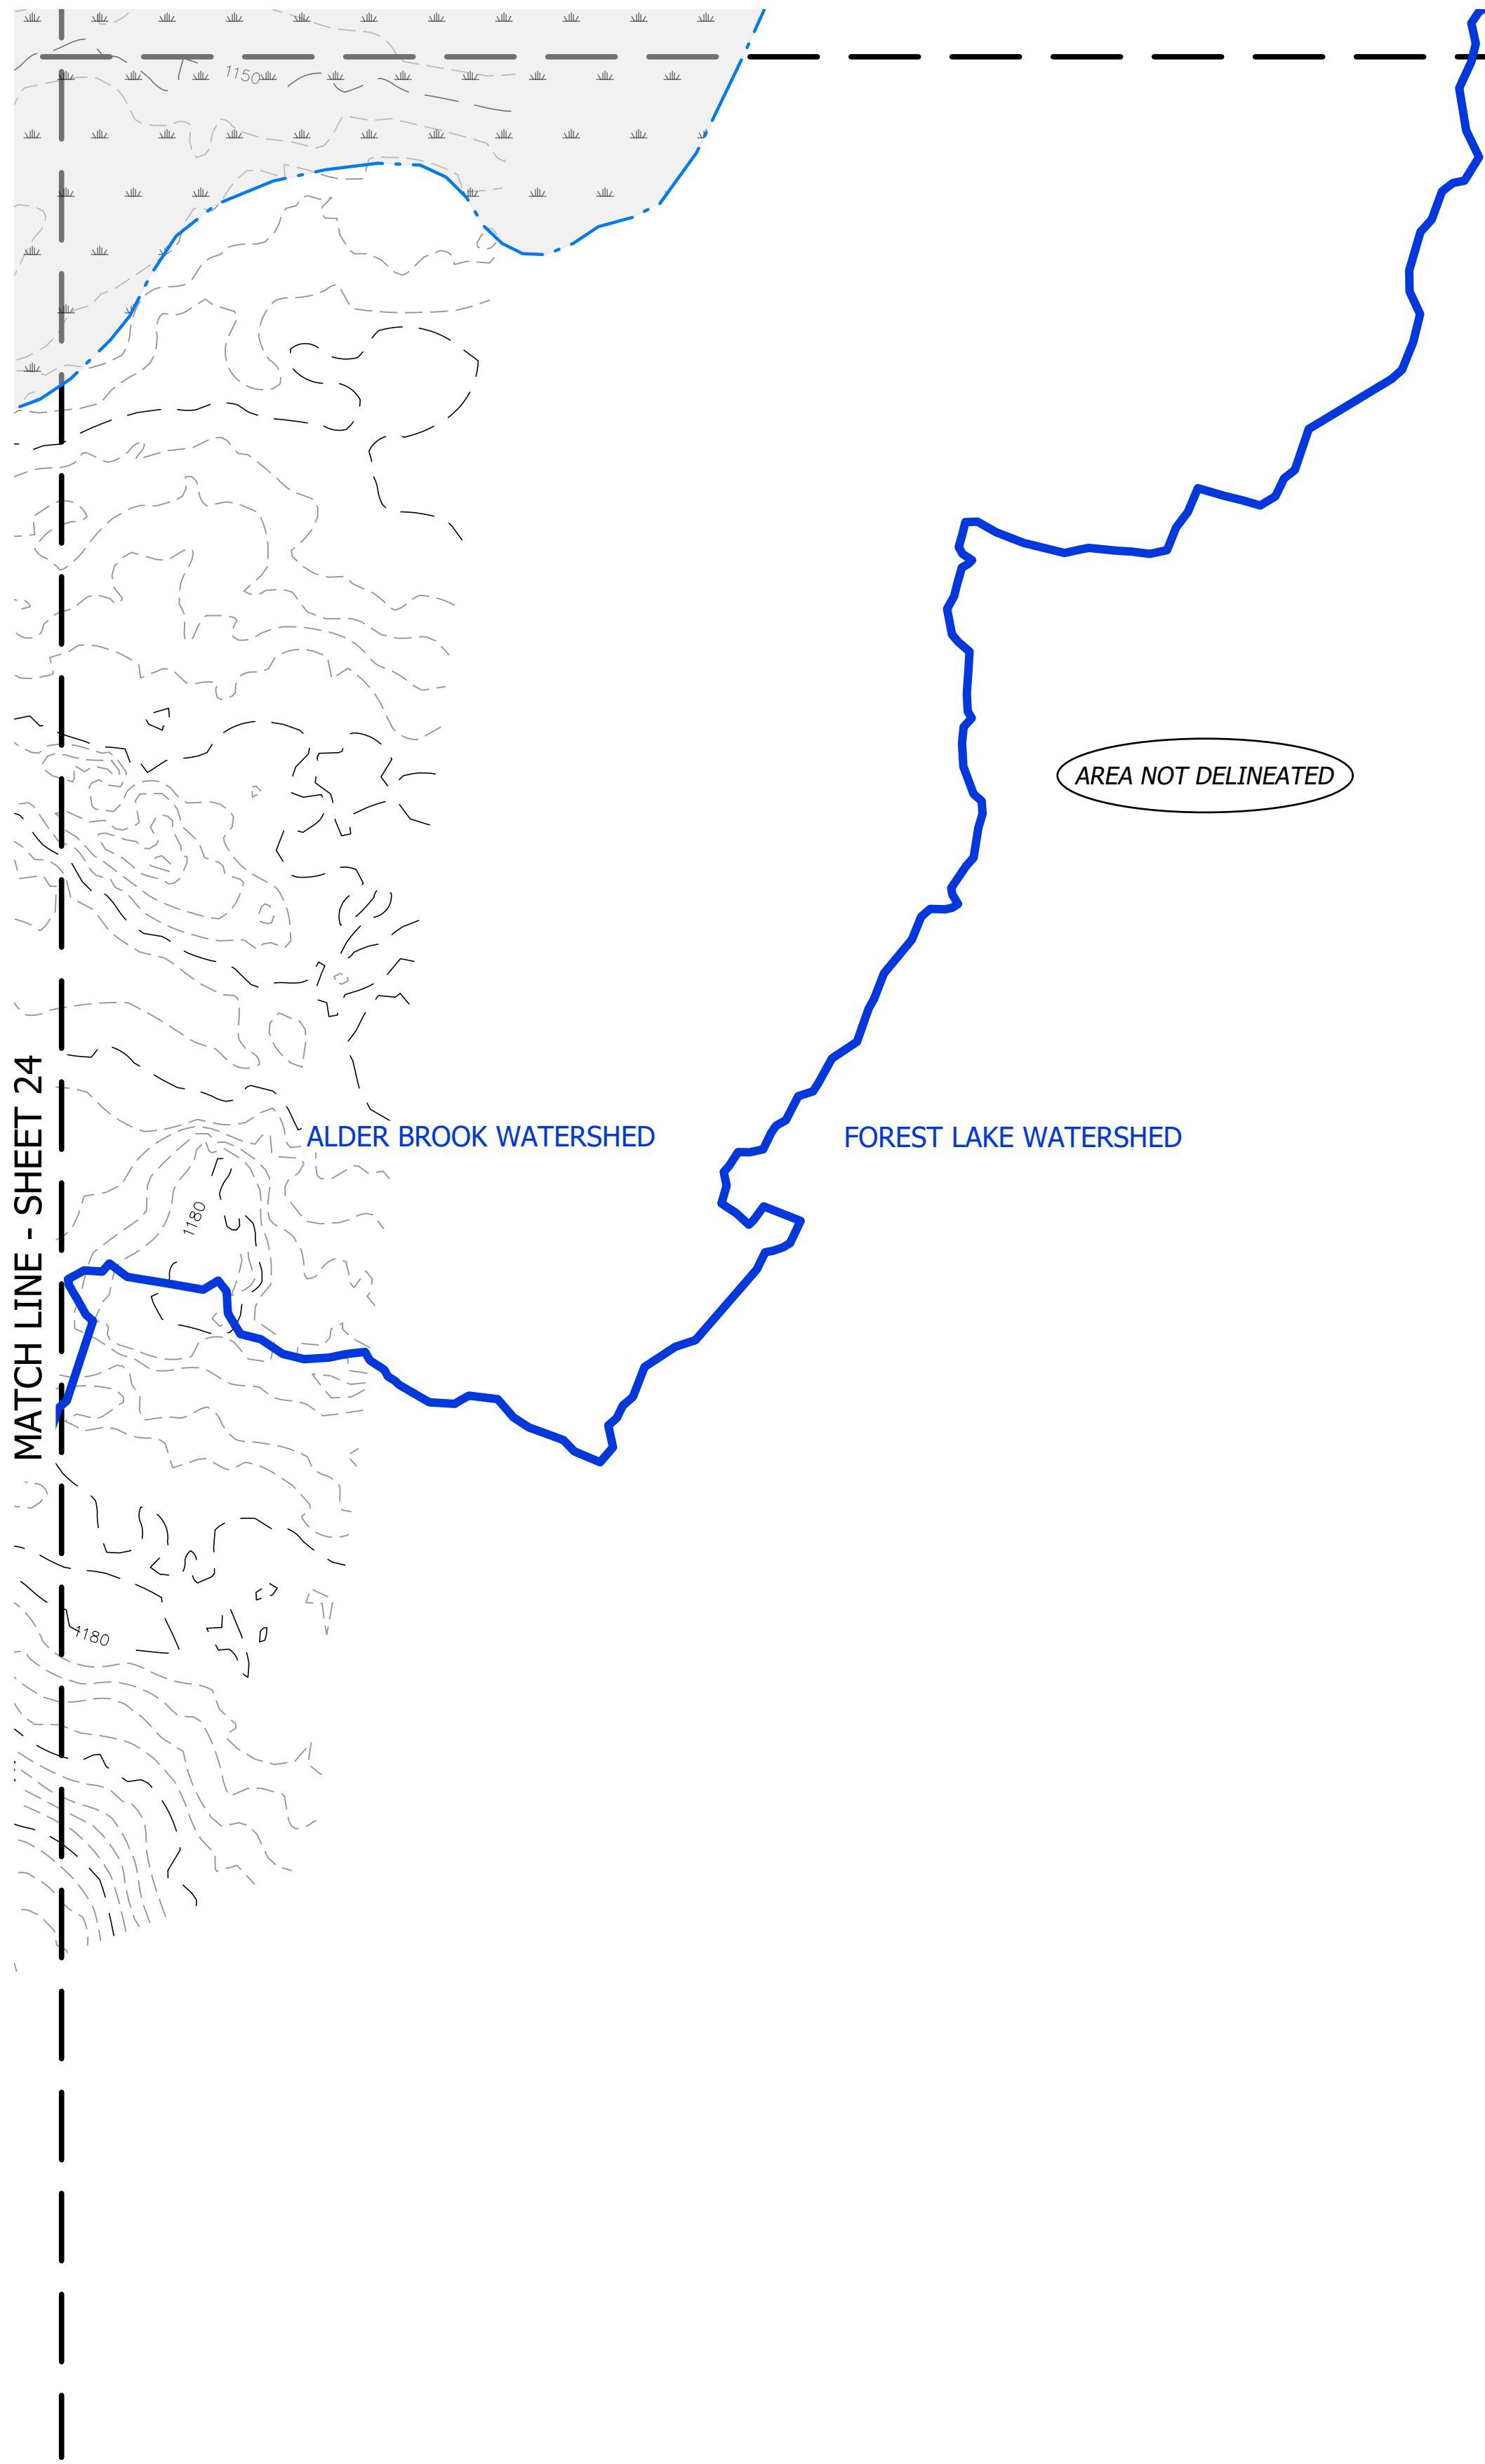 1150
AREA NOT DELINEATED
MATCH LINE - SHEET 24
ALDER BROOK WATERSHED
FOREST LAKE WATERSHED
1180
1180